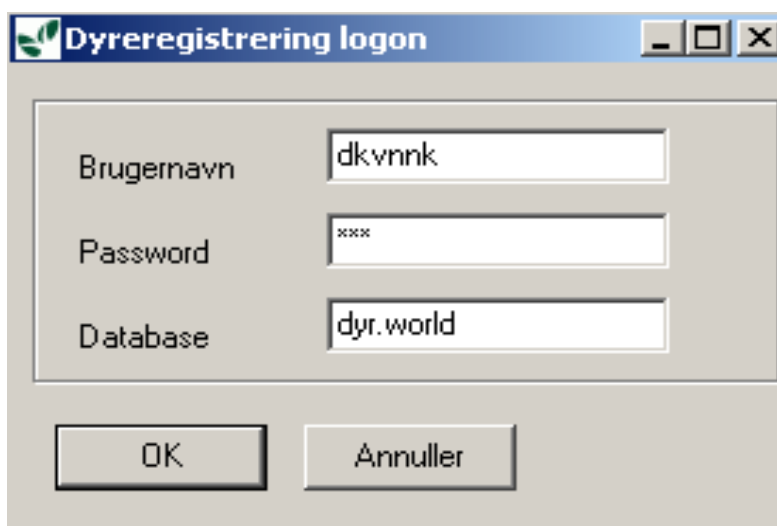 Dyreregistrering logon
Brugernavn dkvnnk
Password ***
Database dyr.world
OK Annuller